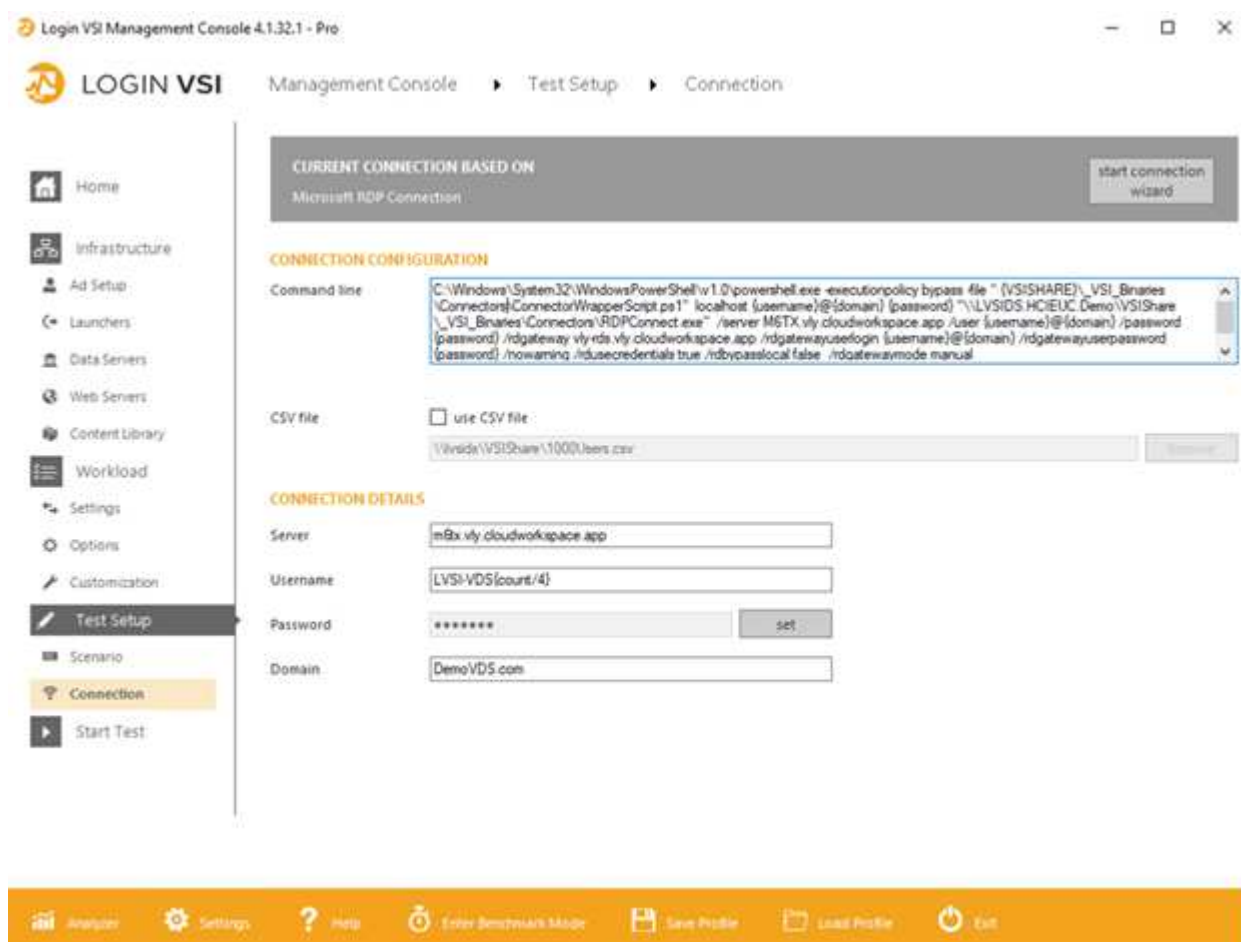 Login VSI Management Console 4.1.32.1 - Pro
LOGIN VSI
Management Console Test Setup Connection
Home
Infrastructure
Ad Setup
Launchers
Data Servers
Web Servers
Content Library
Workload
Settings
Options
Customization
Test Setup
Scenario
Connection
Start Test
CURRENT CONNECTION BASED ON
Microsoft RDP Connection
start connection
wizard
CONNECTION CONFIGURATION
Command line
C:\Windows\System32\WindowsPowerShell\v1.0\powershell.exe -executionpolicy bypass -file " {VSISHARE}\_VSI_Binaries
\Connectors\ConnectorWrapperScript.ps1" localhost {username}@{domain} {password} "\\LVSIDS.HCIEUC.Demo\VSIShare
\_VSI_Binaries\Connectors\RDPConnect.exe" /server M6TX.vly.cloudworkspace.app /user {username}@{domain} /password
{password} /rdgateway vly-rds.vly.cloudworkspace.app /rdgatewayuserlogin {username}@{domain} /rdgatewayuserpassword
{password} /nowarning /rdusecredentials true /rdbypasslocal false /rdgatewaymode manual
CSV file
use CSV file
\\lvsids\VSIShare\1000Users.csv
CONNECTION DETAILS
Server
.vly.cloudworkspace.app
Username
LVSI-VDS{count/4}
Password
*******
set
Domain
DemoVDS.com
Analyzer
Settings
Help
Enter Benchmark Mode
Save Profile
Load Profile
Exit